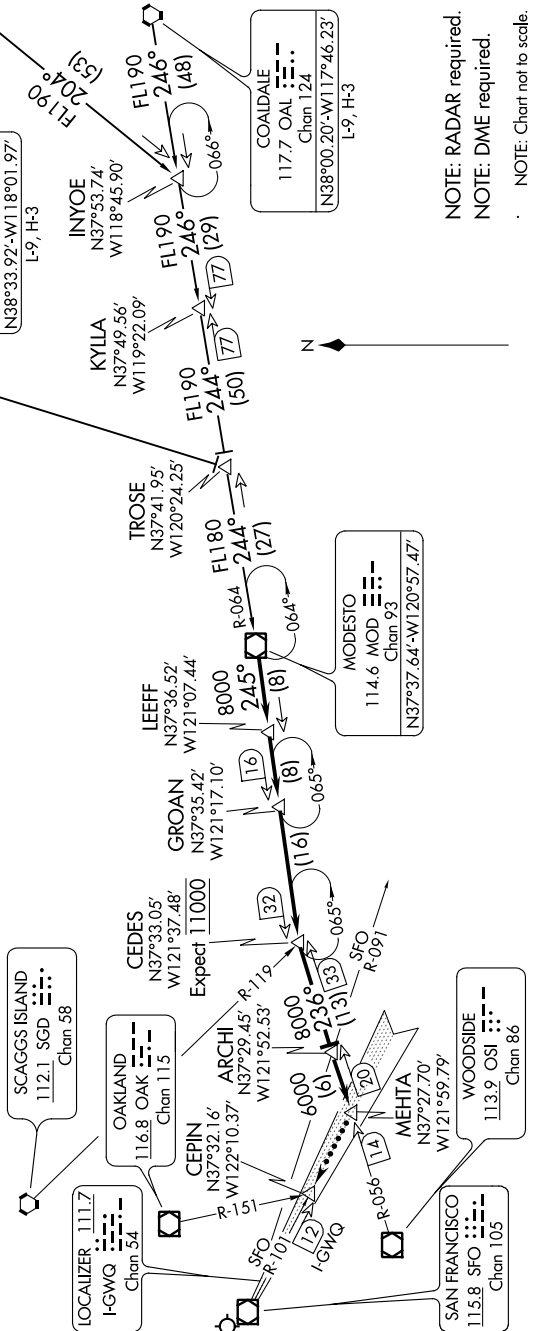 SCAGGS ISLAND
112.1 SGD
Chan 58
OAKLAND
116.8 OAK
Chan 115
LOCALIZER 111.7
I-GWQ
Chan 54
SAN FRANCISCO
115.8 SFO
Chan 105
WOODSIDE
113.9 OSI
Chan 86
CEPIN
N37°32.16'
W122°10.37'
R-151
SFO
R-101
12
I-GWQ
R-056
14
MEHTA
N37°27.70'
W121°59.79'
20
6000
(6)
ARCHI
N37°29.45'
W121°52.53'
8000
236°
(13)
33
SFO
R-091
R-119
CEDES
N37°33.05'
W121°37.48'
Expect 11000
32
065°
(16)
GROAN
N37°35.42'
W121°17.10'
16
(8)
065°
LEEFF
N37°36.52'
W121°07.44'
8000
245°
(8)
MODESTO
114.6 MOD
Chan 93
N37°37.64'-W120°57.47'
R-064
064°
FL180
244°
(27)
TROSE
N37°41.95'
W120°24.25'
FL190
244°
(50)
77
KYLLA
N37°49.56'
W119°22.09'
77
FL190
246°
(29)
INYOE
N37°53.74'
W118°45.90'
066°
FL190
204°
(53)
FL190
246°
(48)
N38°33.92'-W118°01.97'
L-9, H-3
COALDALE
117.7 OAL
Chan 124
N38°00.20'-W117°46.23'
L-9, H-3
N
NOTE: RADAR required.
NOTE: DME required.
NOTE: Chart not to scale.